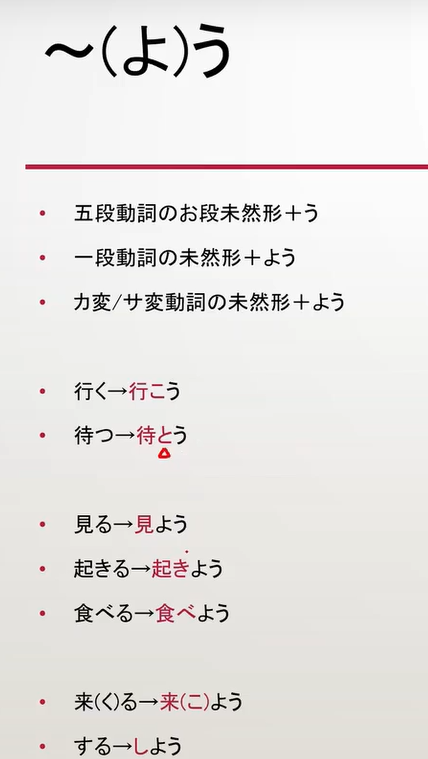 ～(よ)う
• 五段動詞のお段未然形＋う
• 一段動詞の未然形＋よう
• カ変/サ変動詞の未然形＋よう
• 行く→行こう
• 待つ→待とう
• 見る→見よう
• 起きる→起きよう
• 食べる→食べよう
• 来(く)る→来(こ)よう
• する→しよう